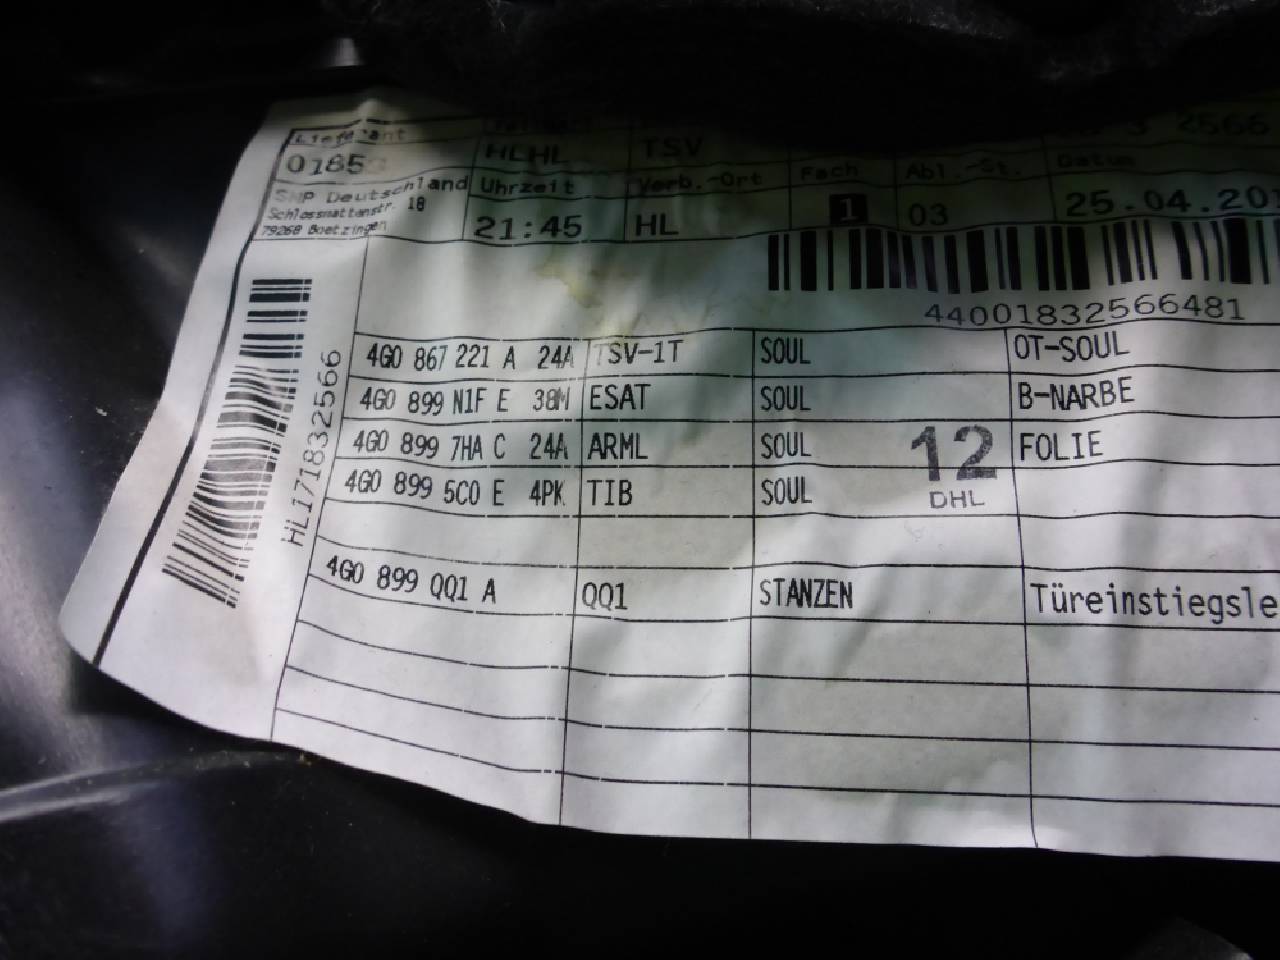 Lieferant
0185
HLHL
TSV
SMP Deutschland
Schlossmattenstr. 18
79268 Boetzingen
Uhrzeit
21:45
Verb.-Ort
HL
Fach
1
Abl.-St.
03
Datum
25.04.201
44001832566481
HL171832566
4G0 867 221 A 24A TSV-1T SOUL OT-SOUL
4G0 899 N1F E 38M ESAT SOUL B-NARBE
4G0 899 7HA C 24A ARML SOUL FOLIE
4G0 899 5C0 E 4PK TIB SOUL
12
DHL
4G0 899 QQ1 A QQ1 STANZEN Türeinstiegsle